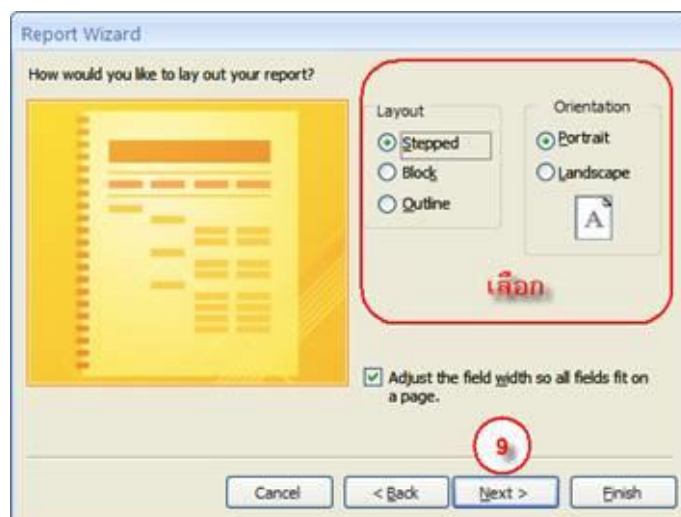 Report Wizard
How would you like to lay out your report?
Layout
Stepped
Block
Outline
Orientation
Portrait
Landscape
A
เลือก
Adjust the field width so all fields fit on
a page.
9
Cancel
< Back
Next >
Finish